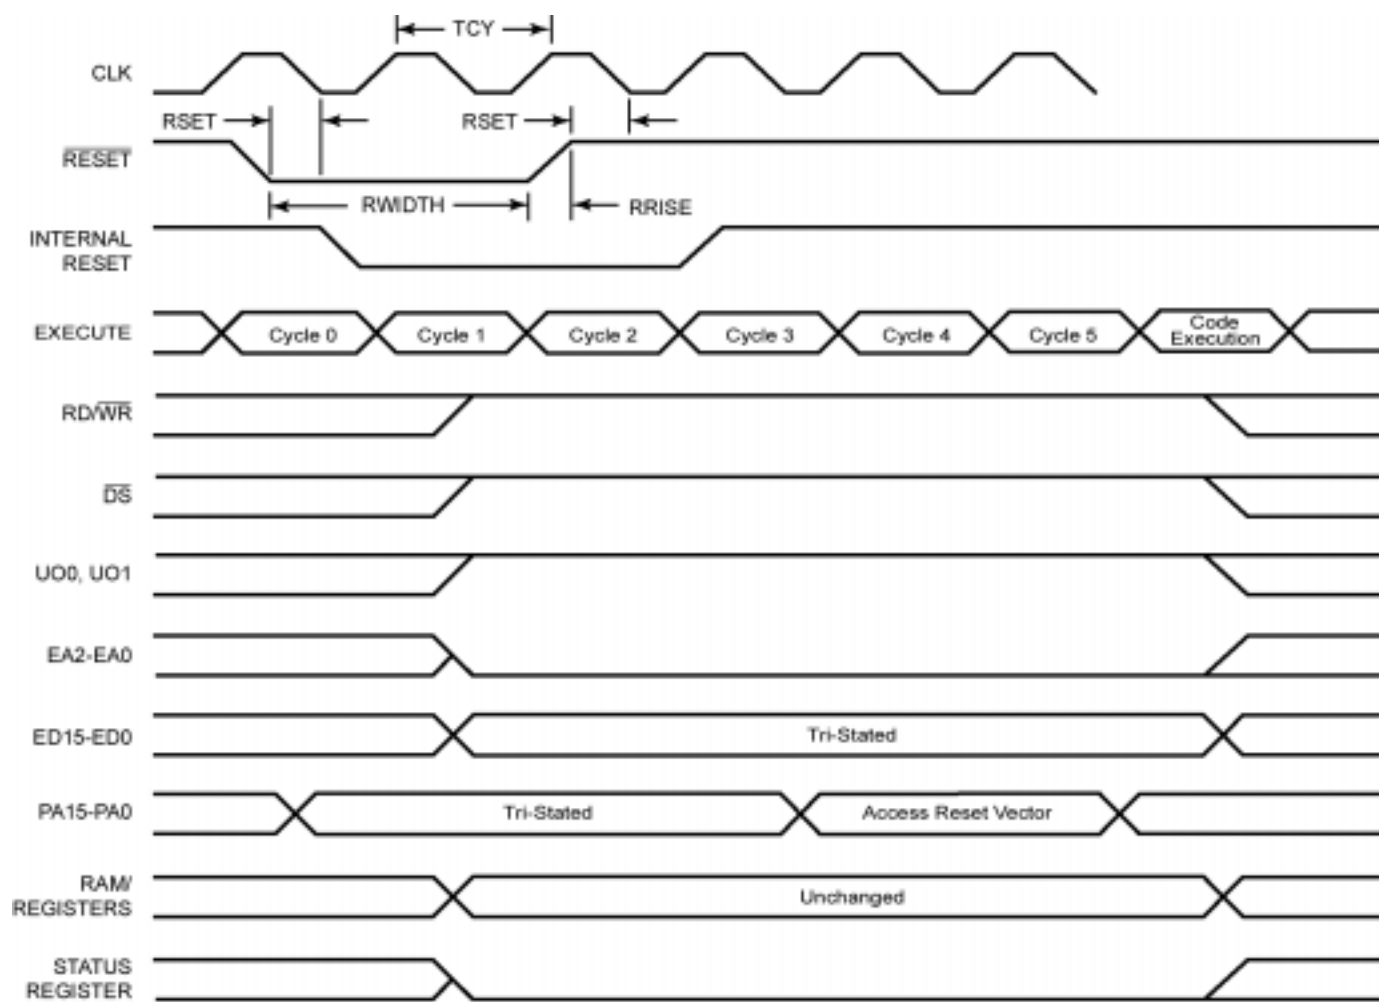 TCY
CLK
RSET RSET
RESET
RWIDTH RRISE
INTERNAL
RESET
EXECUTE Cycle 0 Cycle 1 Cycle 2 Cycle 3 Cycle 4 Cycle 5 Code
Execution
RD/WR
DS
UO0, UO1
EA2-EA0
ED15-ED0 Tri-Stated
PA15-PA0 Tri-Stated Access Reset Vector
RAM/
REGISTERS Unchanged
STATUS
REGISTER